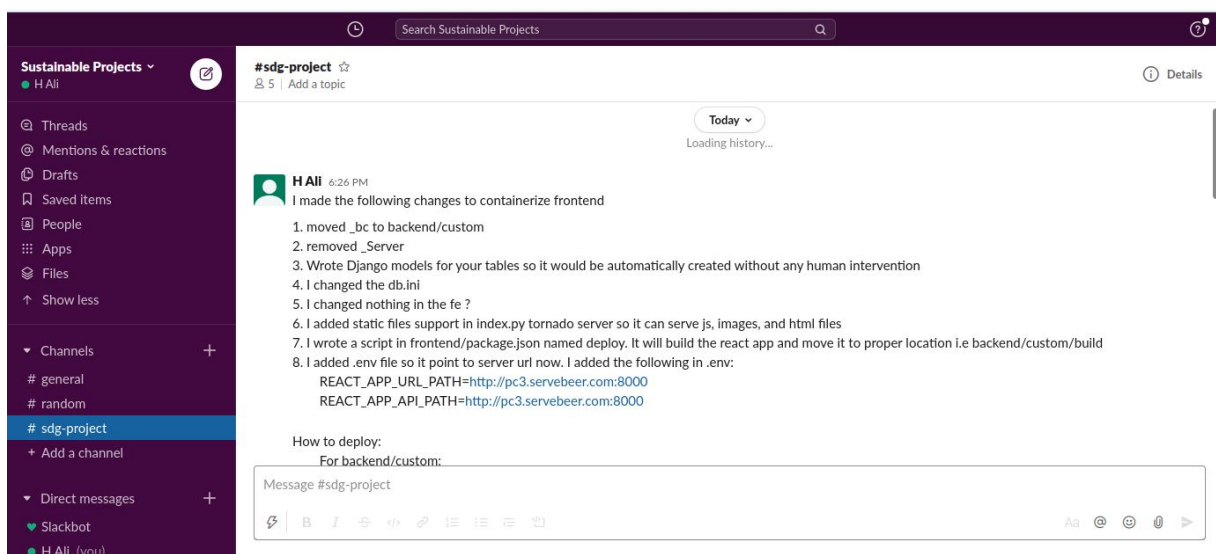 Search Sustainable Projects
Sustainable Projects
H Ali
Threads
Mentions & reactions
Drafts
Saved items
People
Apps
Files
Show less
Channels
# general
# random
# sdg-project
+ Add a channel
Direct messages
Slackbot
H Ali (you)
#sdg-project
5 | Add a topic
Details
Today
Loading history...
H Ali 6:26 PM
I made the following changes to containerize frontend
1. moved _bc to backend/custom
2. removed _Server
3. Wrote Django models for your tables so it would be automatically created without any human intervention
4. I changed the db.ini
5. I changed nothing in the fe ?
6. I added static files support in index.py tornado server so it can serve js, images, and html files
7. I wrote a script in frontend/package.json named deploy. It will build the react app and move it to proper location i.e backend/custom/build
8. I added .env file so it point to server url now. I added the following in .env:
REACT_APP_URL_PATH=http://pc3.servebeer.com:8000
REACT_APP_API_PATH=http://pc3.servebeer.com:8000
How to deploy:
For backend/custom:
Message #sdg-project
B I S </> Aa @